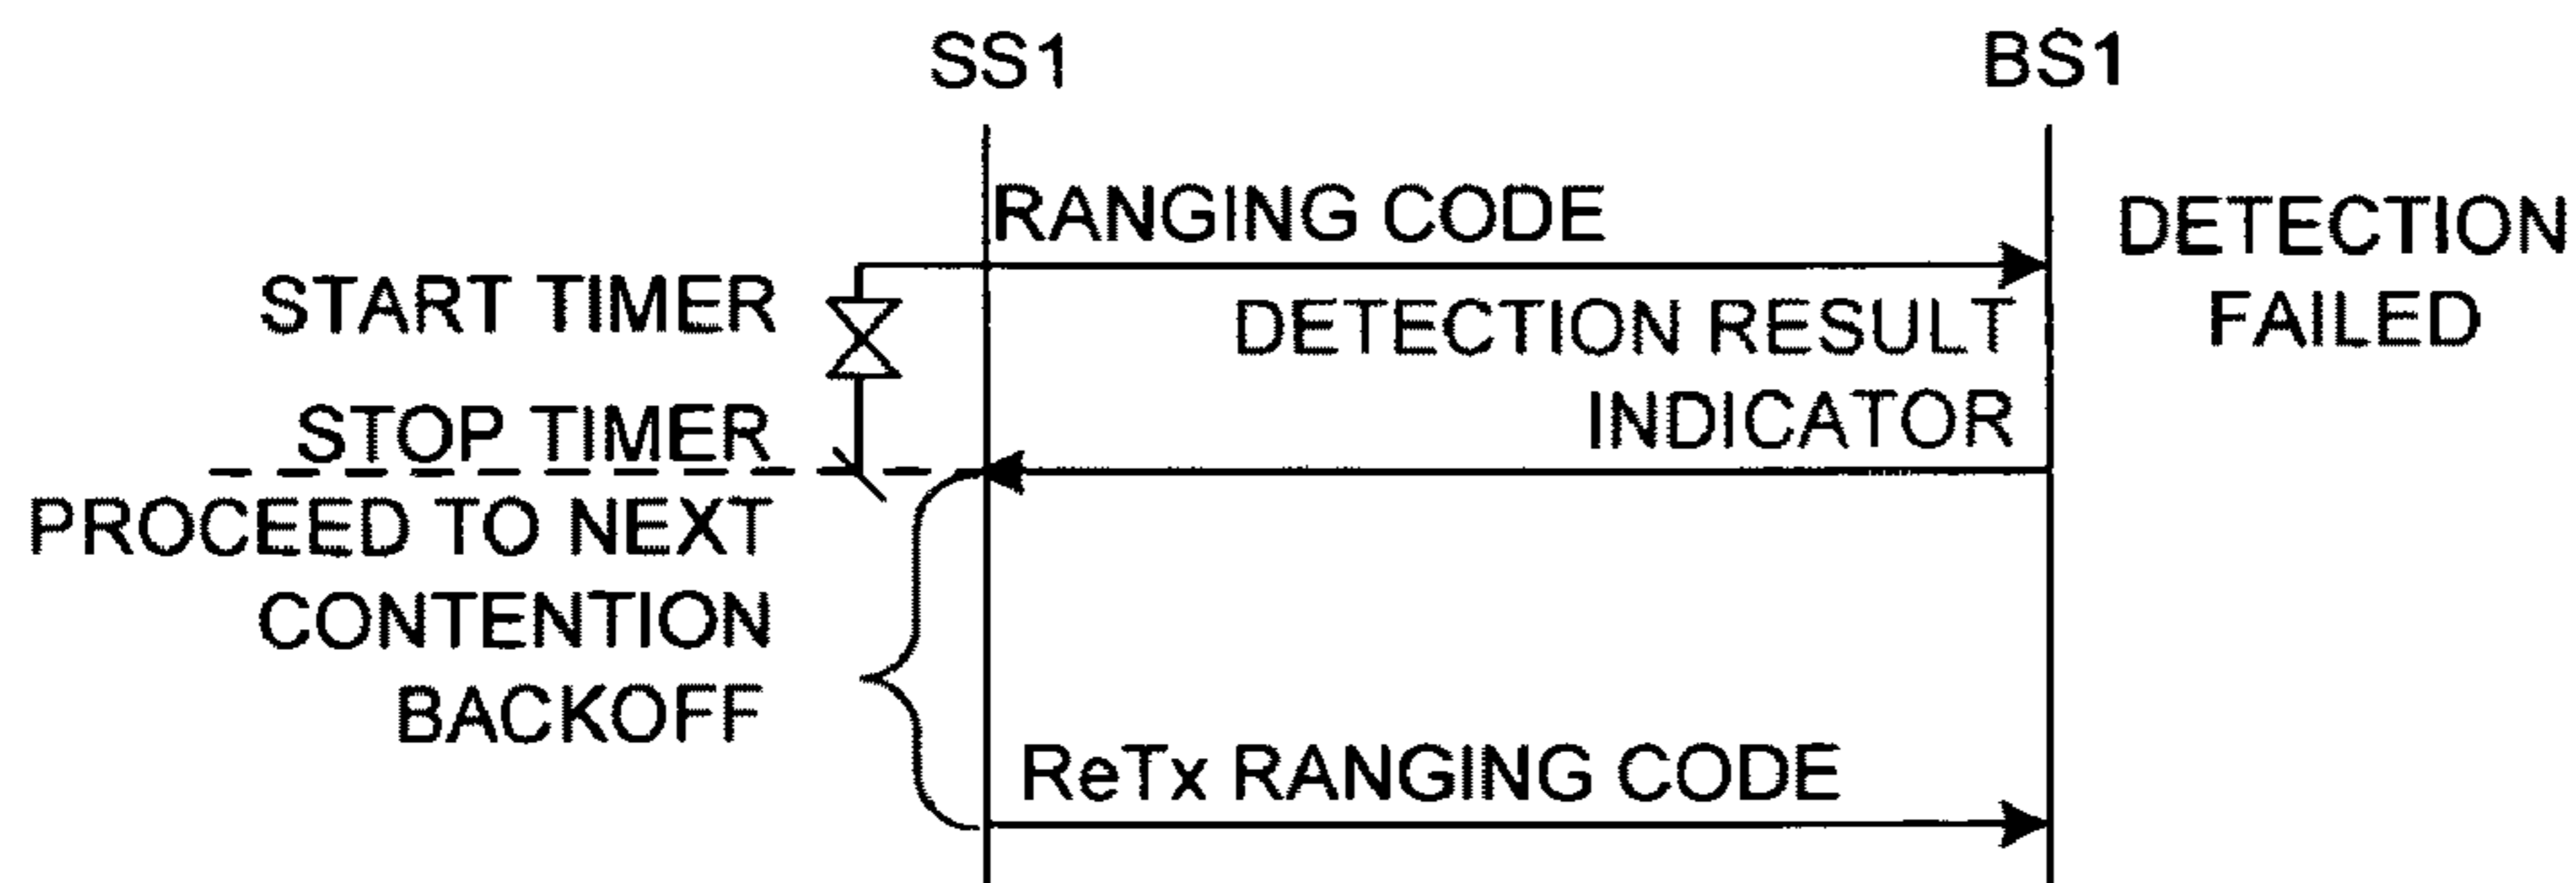 SS1
BS1
RANGING CODE
DETECTION
FAILED
START TIMER
DETECTION RESULT
INDICATOR
STOP TIMER
PROCEED TO NEXT
CONTENTION
BACKOFF
ReTx RANGING CODE